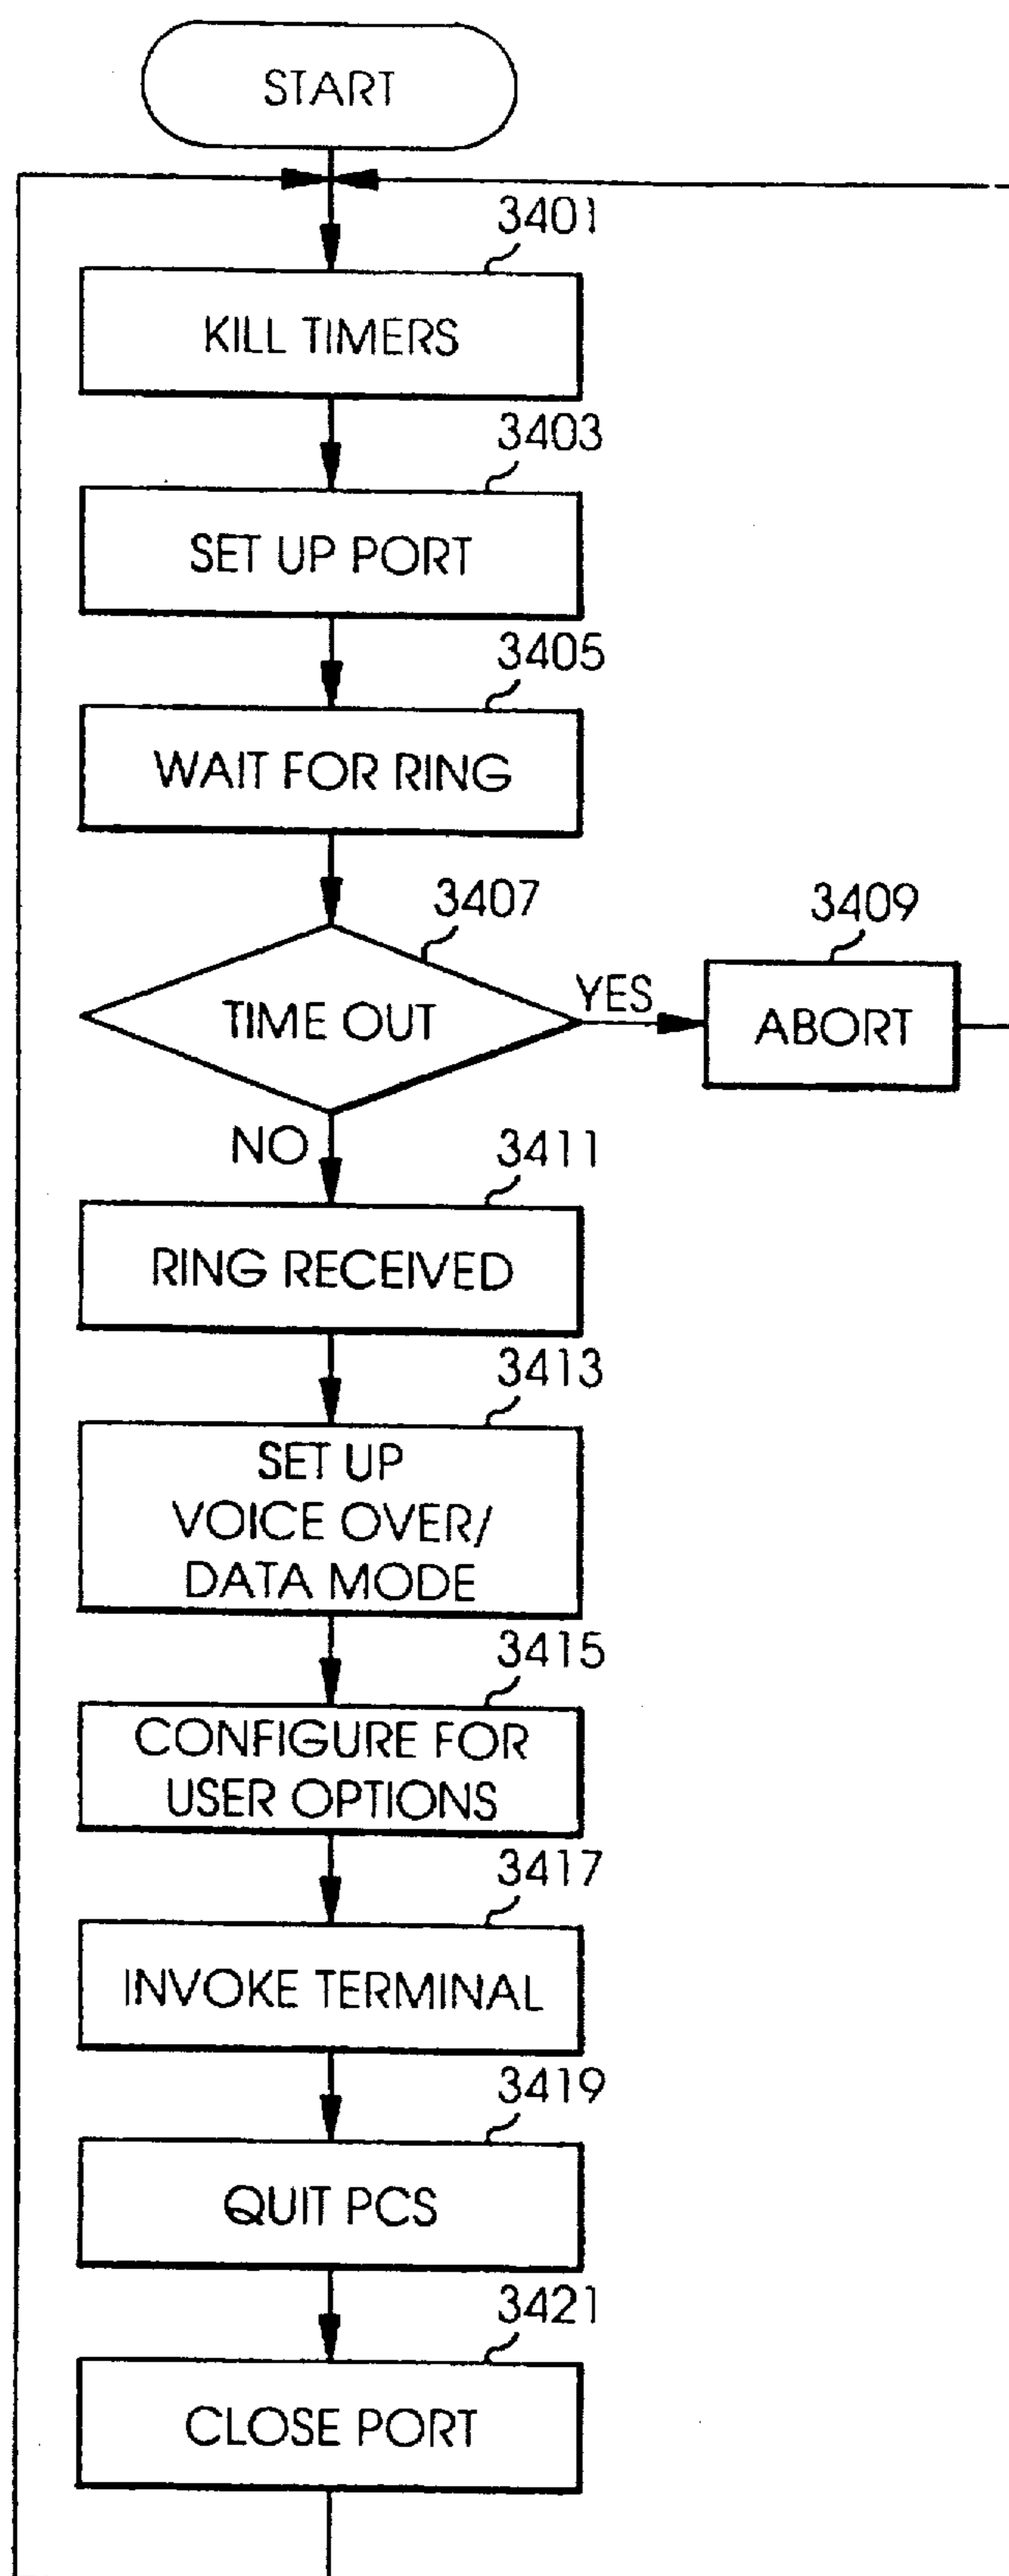 START
3401
KILL TIMERS
3403
SET UP PORT
3405
WAIT FOR RING
3407
3409
TIME OUT
YES
ABORT
NO
3411
RING RECEIVED
3413
SET UP
VOICE OVER/
DATA MODE
3415
CONFIGURE FOR
USER OPTIONS
3417
INVOKE TERMINAL
3419
QUIT PCS
3421
CLOSE PORT